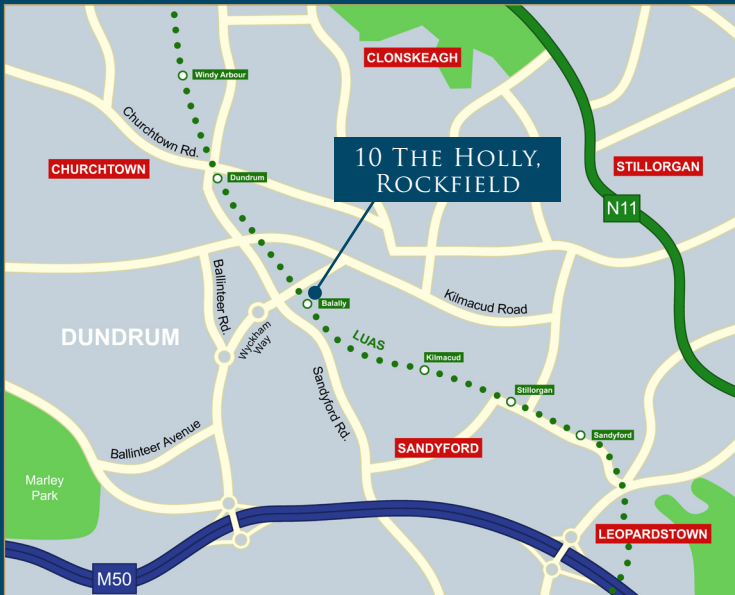 Windy Arbour
CLONSKEAGH
Churchtown Rd.
10 The Holly,
Rockfield
CHURCHTOWN
STILLORGAN
Dundrum
N11
Ballinteer Rd.
Kilmacud Road
Balally
DUNDRUM
Wyckham
Way
LUAS
Kilmacud
Sandyford Rd.
Stillorgan
Ballinteer Avenue
Sandyford
SANDYFORD
Marley
Park
LEOPARDSTOWN
M50